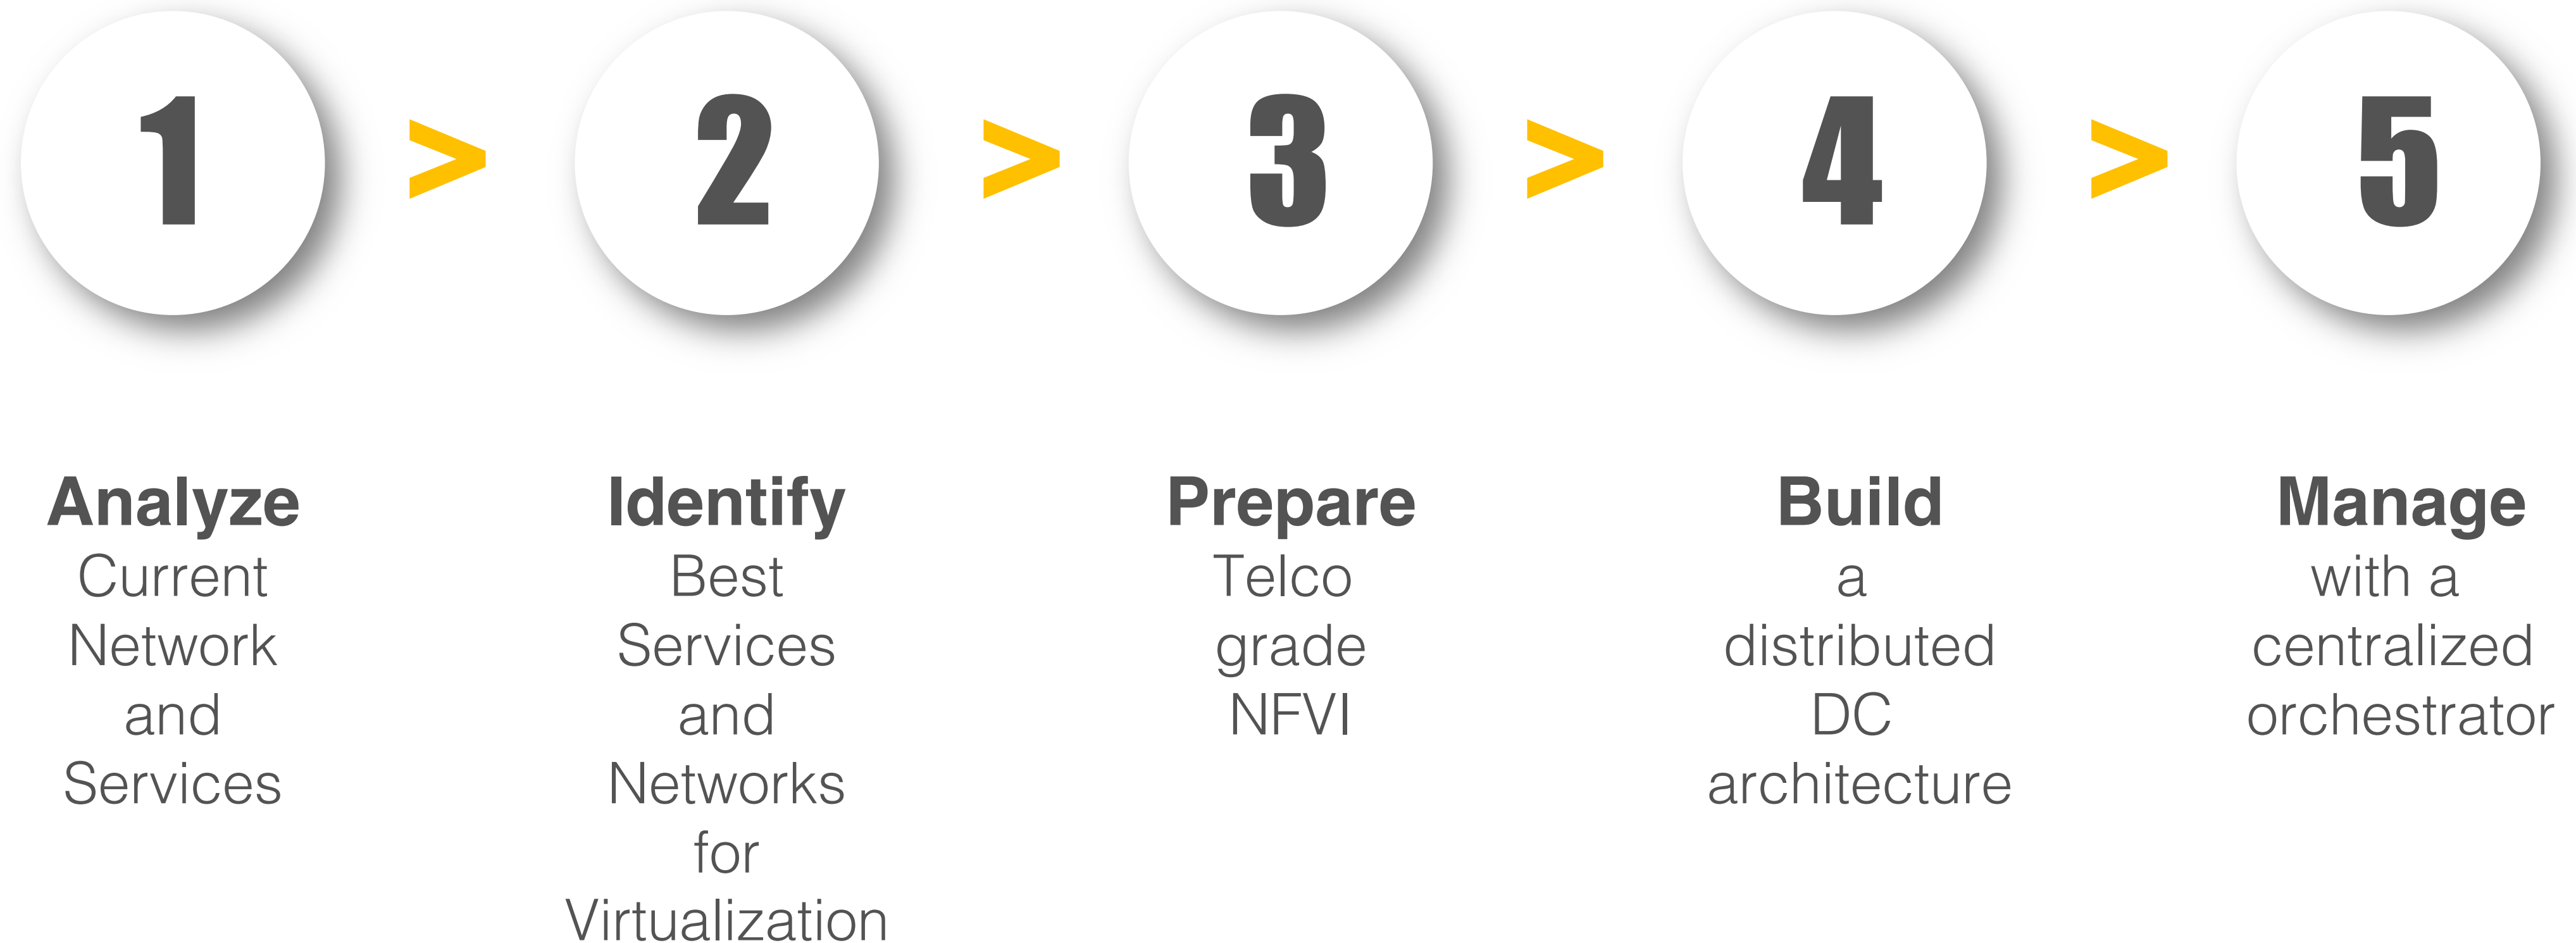 1 > 2 > 3 > 4 > 5
Analyze
Current
Network
and
Services
Identify
Best
Services
and
Networks
for
Virtualization
Prepare
Telco
grade
NFVI
Build
a
distributed
DC
architecture
Manage
with a
centralized
orchestrator